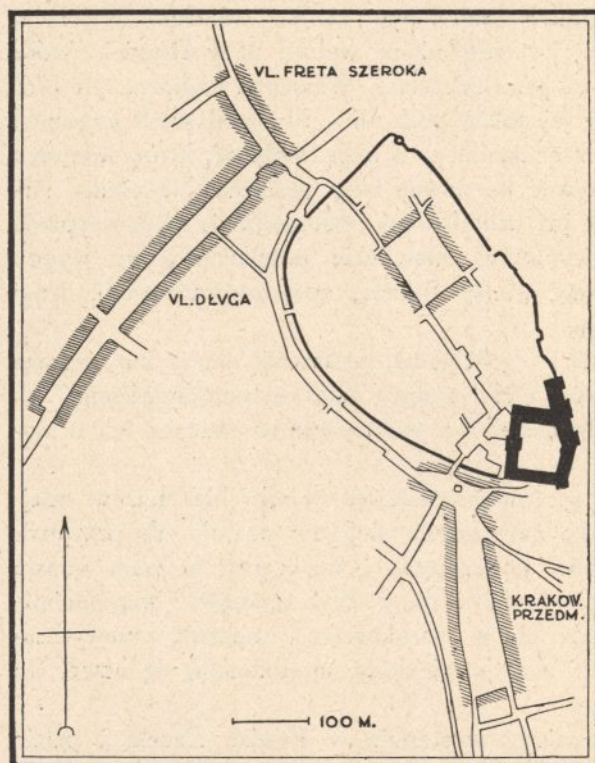 VL. FRETA SZEROKA
VL. DŁVGA
KRAKOW.
PRZEDM.
100 M.